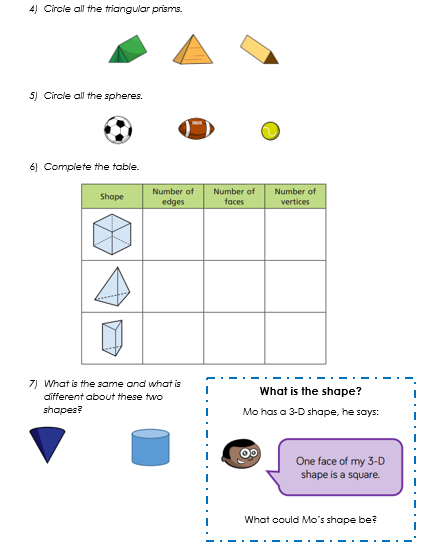 4) Circle all the triangular prisms.
5) Circle all the spheres.
6) Complete the table.
Shape
Number of
edges
Number of
faces
Number of
vertices
7) What is the same and what is
different about these two
shapes?
What is the shape?
Mo has a 3-D shape, he says:
One face of my 3-D
shape is a square.
What could Mo's shape be?